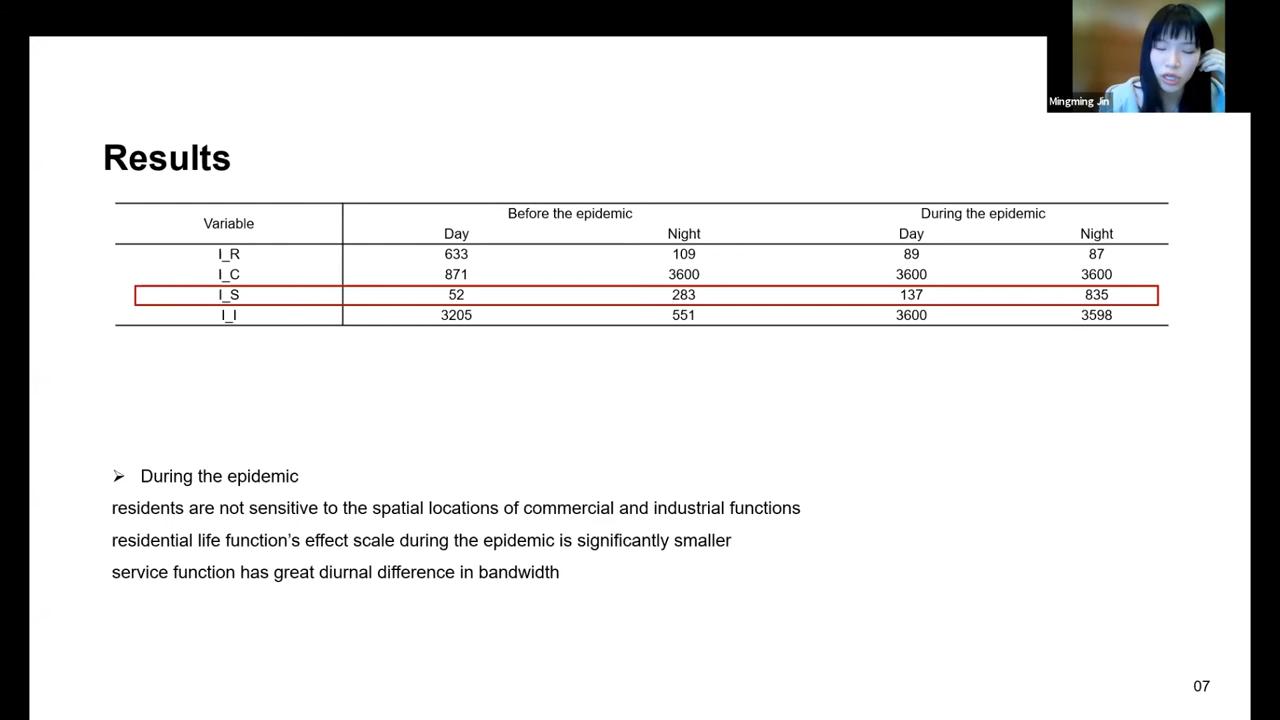 Mingming Jin
Results
Variable Before the epidemic During the epidemic
Day Night Day Night
I_R 633 109 89 87
I_C 871 3600 3600 3600
I_S 52 283 137 835
I_I 3205 551 3600 3598
➢ During the epidemic
residents are not sensitive to the spatial locations of commercial and industrial functions
residential life function’s effect scale during the epidemic is significantly smaller
service function has great diurnal difference in bandwidth
07